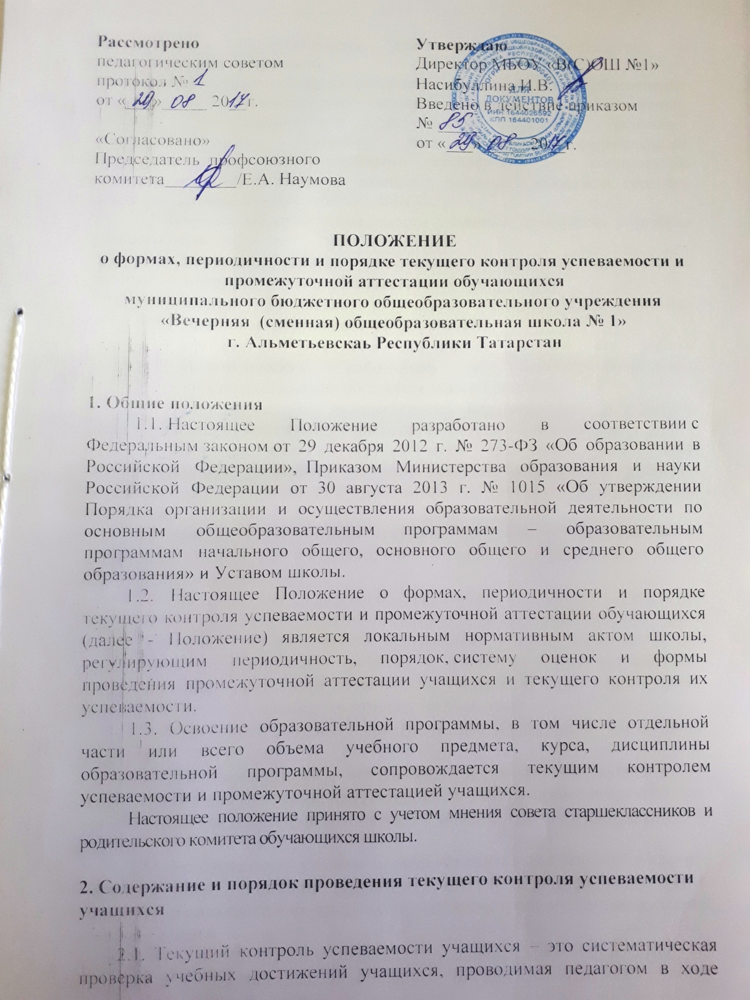 Рассмотрено
педагогическим советом
протокол № 1
от « 29 » 08 2017г.
«Согласовано»
Председатель профсоюзного
комитета__________/Е.А. Наумова
Утверждаю
Директор МБОУ «В(С)ОШ №1»
Насибуллина И.В.
Введено в действие приказом
№ 85
от « 29 » 08 2017 г.
ДЛЯ
ДОКУМЕНТОВ
ИНН 1644026592
КПП 164401001
ПОЛОЖЕНИЕ
о формах, периодичности и порядке текущего контроля успеваемости и
промежуточной аттестации обучающихся
муниципального бюджетного общеобразовательного учреждения
«Вечерняя (сменная) общеобразовательная школа № 1»
г. Альметьевскаь Республики Татарстан
1. Общие положения
1.1. Настоящее Положение разработано в соответствии с
Федеральным законом от 29 декабря 2012 г. № 273-ФЗ «Об образовании в
Российской Федерации», Приказом Министерства образования и науки
Российской Федерации от 30 августа 2013 г. № 1015 «Об утверждении
Порядка организации и осуществления образовательной деятельности по
основным общеобразовательным программам – образовательным
программам начального общего, основного общего и среднего общего
образования» и Уставом школы.
1.2. Настоящее Положение о формах, периодичности и порядке
текущего контроля успеваемости и промежуточной аттестации обучающихся
(далее - Положение) является локальным нормативным актом школы,
регулирующим периодичность, порядок, систему оценок и формы
проведения промежуточной аттестации учащихся и текущего контроля их
успеваемости.
1.3. Освоение образовательной программы, в том числе отдельной
части или всего объема учебного предмета, курса, дисциплины
образовательной программы, сопровождается текущим контролем
успеваемости и промежуточной аттестацией учащихся.
Настоящее положение принято с учетом мнения совета старшеклассников и
родительского комитета обучающихся школы.
2. Содержание и порядок проведения текущего контроля успеваемости
учащихся
2.1. Текущий контроль успеваемости учащихся – это систематическая
проверка учебных достижений учащихся, проводимая педагогом в ходе